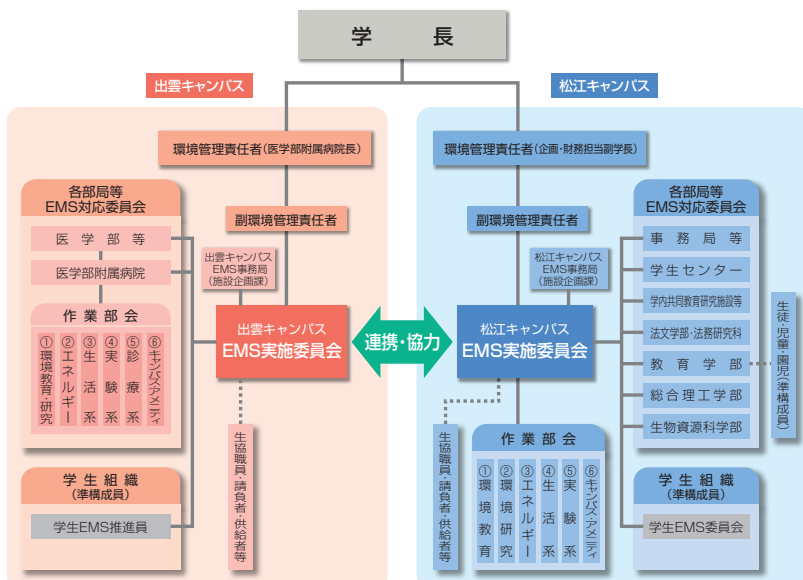 学長
出雲キャンパス
松江キャンパス
環境管理責任者(医学部附属病院長)
環境管理責任者(企画・財務担当副学長)
副環境管理責任者
副環境管理責任者
各部局等
EMS対応委員会
医学部等
医学部附属病院
作業部会
①環境教育・研究
②エネルギー
③生活系
④実験系
⑤診療系
⑥キャンパス・アメニティ
学生組織
(準構成員)
学生EMS推進員
出雲キャンパス
EMS事務局
(施設企画課)
出雲キャンパス
EMS実施委員会
生協職員・請負者・供給者等
連携・協力
松江キャンパス
EMS事務局
(施設企画課)
松江キャンパス
EMS実施委員会
生協職員・請負者・供給者等
作業部会
①環境教育
②環境研究
③エネルギー
④生活系
⑤実験系
⑥キャンパス・アメニティ
各部局等
EMS対応委員会
事務局等
学生センター
学内共同教育研究施設等
法文学部・法務研究科
教育学部
総合理工学部
生物資源科学部
生徒・児童・園児(準構成員)
学生組織
(準構成員)
学生EMS委員会